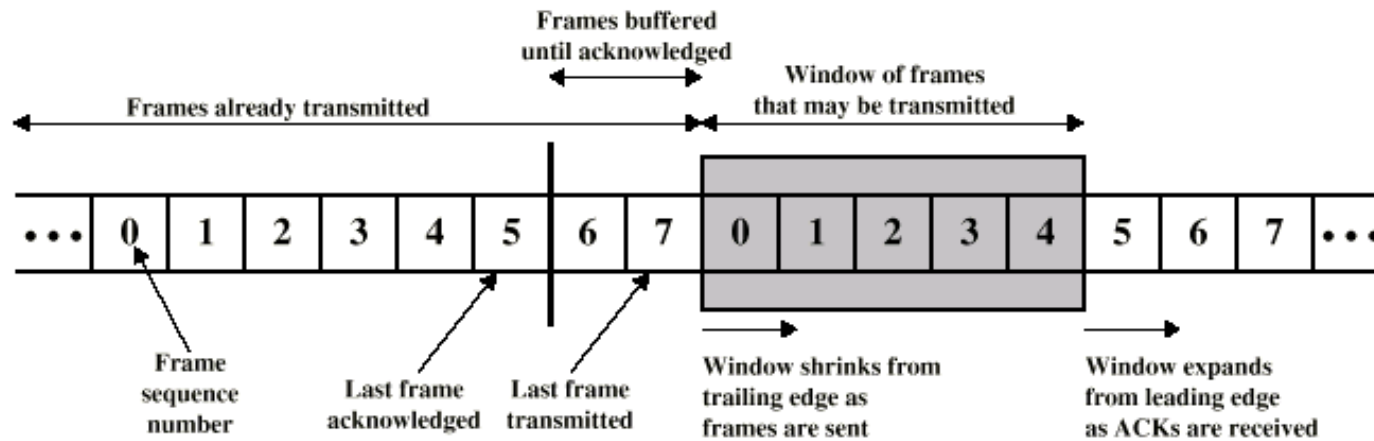 Frames buffered
until acknowledged
Window of frames
that may be transmitted
Frames already transmitted
••• 0 1 2 3 4 5 6 7 0 1 2 3 4 5 6 7 •••
Frame
sequence
number
Last frame
acknowledged
Last frame
transmitted
Window shrinks from
trailing edge as
frames are sent
Window expands
from leading edge
as ACKs are received